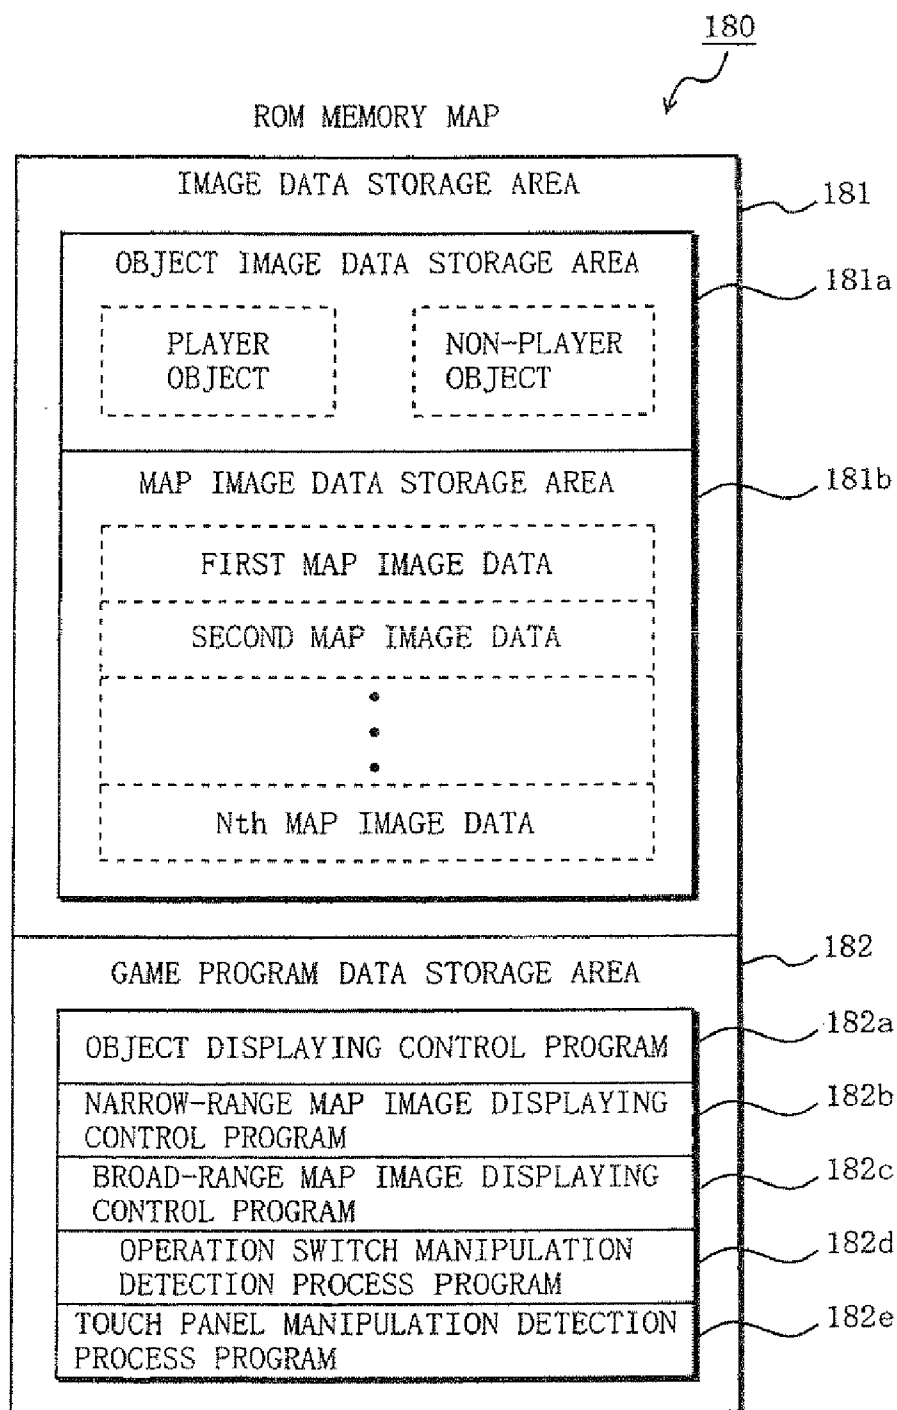 180
ROM MEMORY MAP
IMAGE DATA STORAGE AREA
181
OBJECT IMAGE DATA STORAGE AREA
181a
PLAYER
OBJECT
NON-PLAYER
OBJECT
MAP IMAGE DATA STORAGE AREA
181b
FIRST MAP IMAGE DATA
SECOND MAP IMAGE DATA
Nth MAP IMAGE DATA
182
GAME PROGRAM DATA STORAGE AREA
182a
OBJECT DISPLAYING CONTROL PROGRAM
NARROW-RANGE MAP IMAGE DISPLAYING
CONTROL PROGRAM
182b
BROAD-RANGE MAP IMAGE DISPLAYING
CONTROL PROGRAM
182c
OPERATION SWITCH MANIPULATION
DETECTION PROCESS PROGRAM
182d
TOUCH PANEL MANIPULATION DETECTION
PROCESS PROGRAM
182e